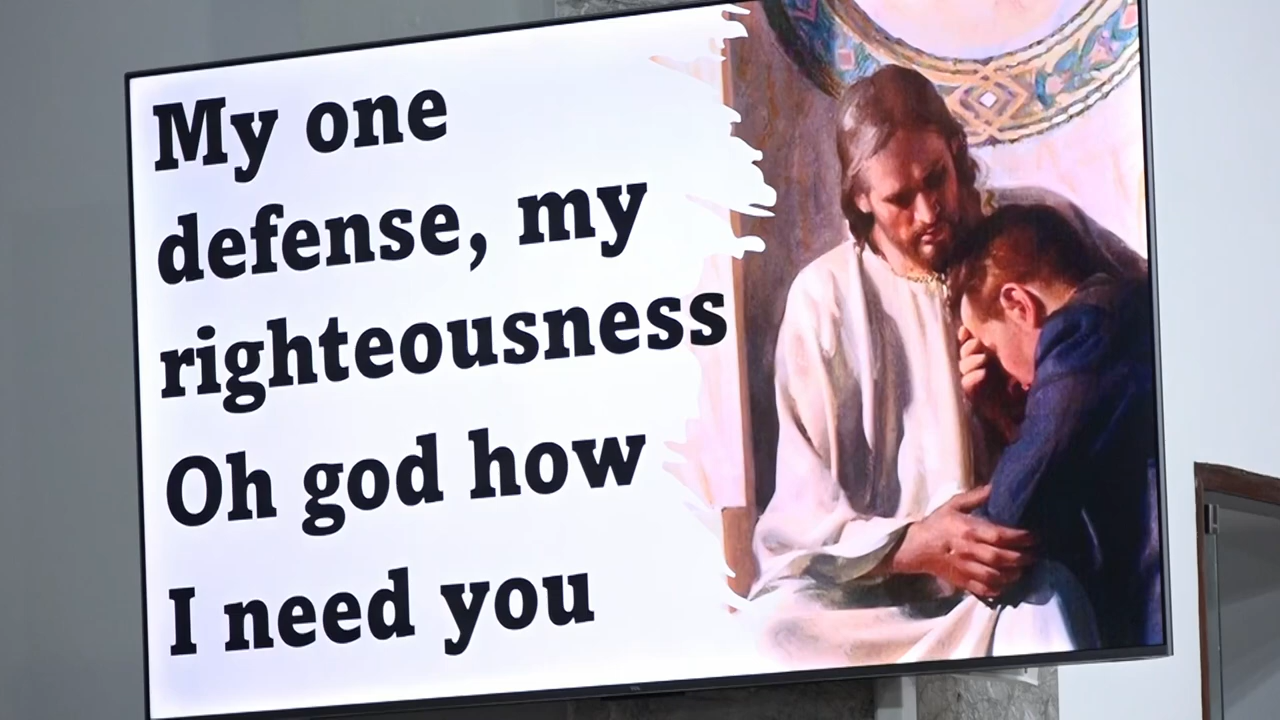 My one
defense, my
righteousness
Oh god how
I need you